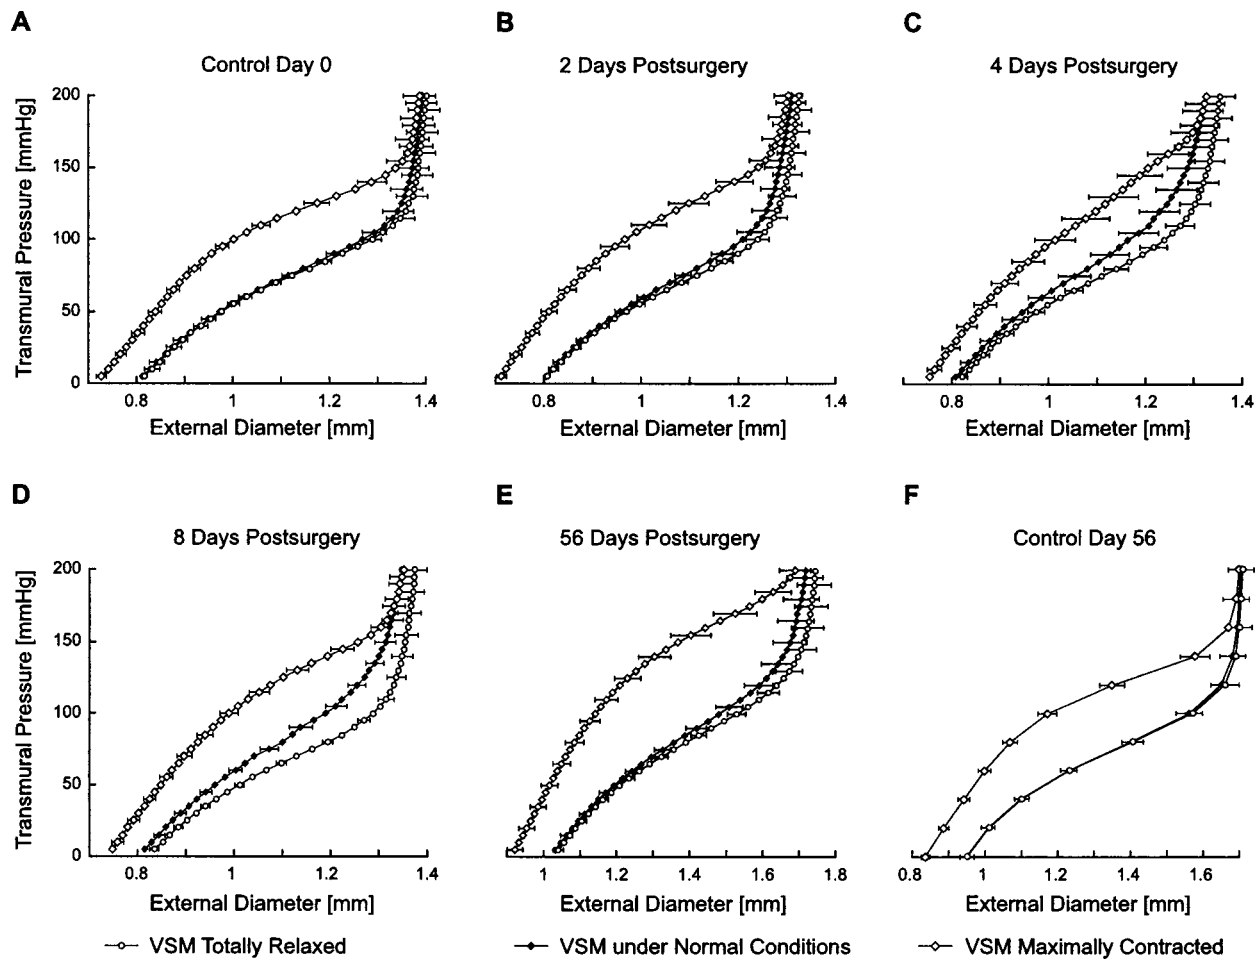 A
B
C
Control Day 0
2 Days Postsurgery
4 Days Postsurgery
Transmural Pressure [mmHg]
200
150
100
50
0
0.8 1 1.2 1.4
0.8 1 1.2 1.4
0.8 1 1.2 1.4
External Diameter [mm]
External Diameter [mm]
External Diameter [mm]
D
E
F
8 Days Postsurgery
56 Days Postsurgery
Control Day 56
Transmural Pressure [mmHg]
200
150
100
50
0
0.8 1 1.2 1.4
1 1.2 1.4 1.6 1.8
0.8 1 1.2 1.4 1.6
External Diameter [mm]
External Diameter [mm]
External Diameter [mm]
VSM Totally Relaxed
VSM under Normal Conditions
VSM Maximally Contracted